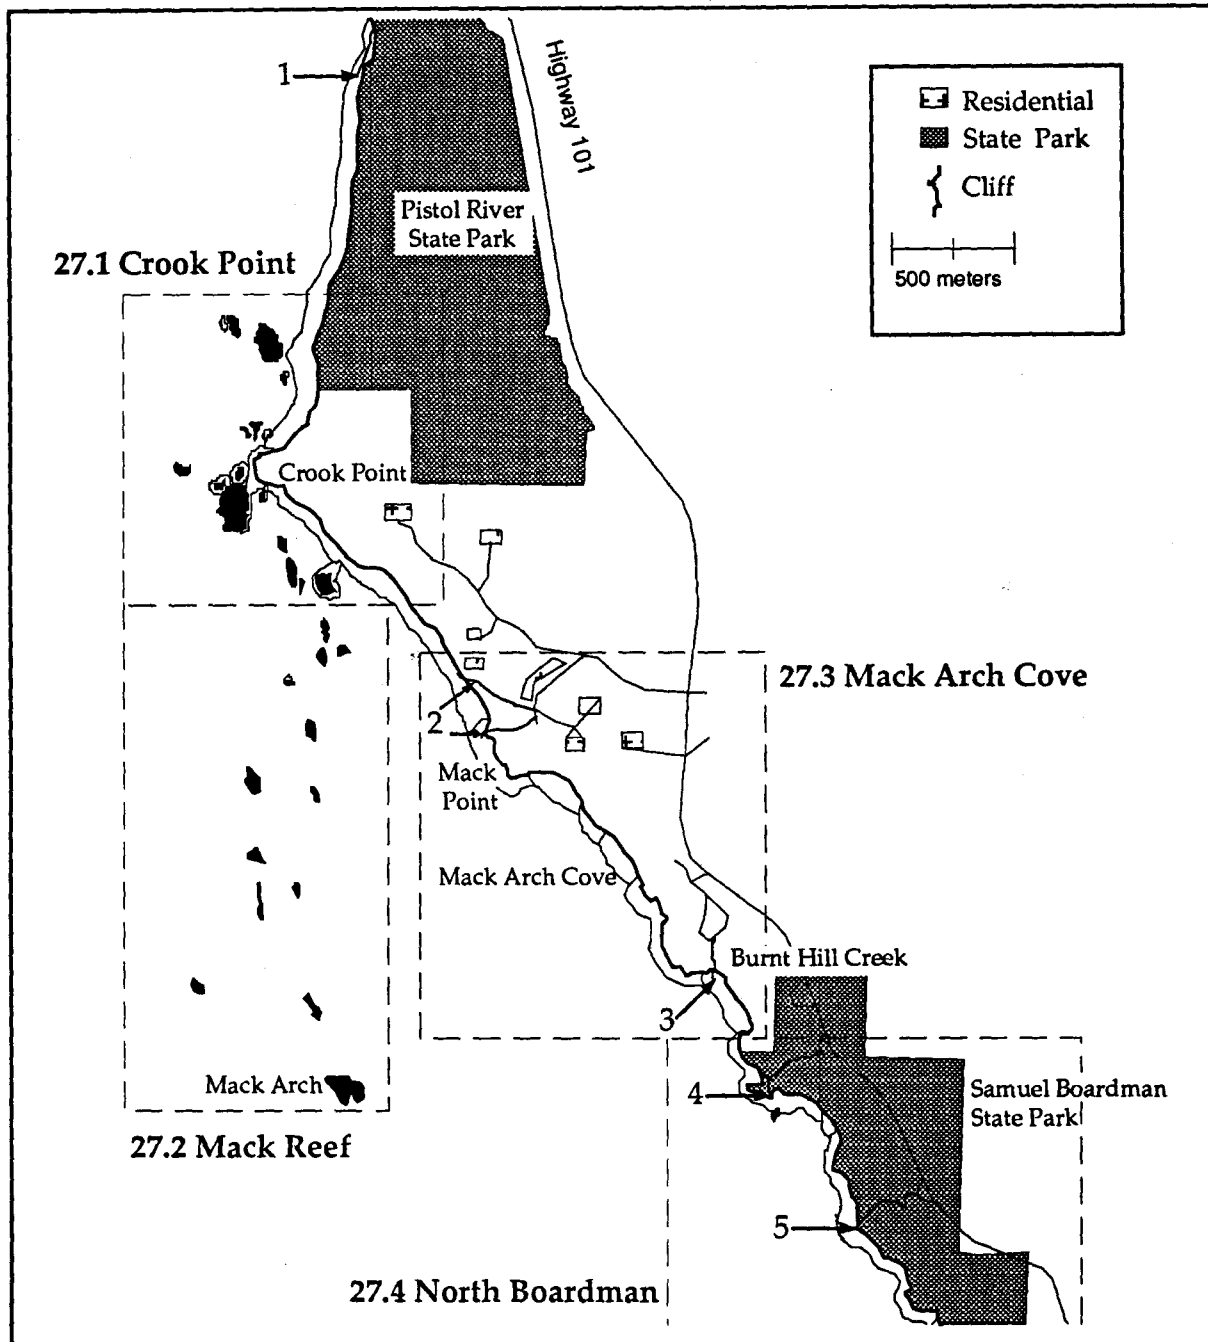 1
Highway 101
Residential
State Park
Cliff
500 meters
Pistol River
State Park
27.1 Crook Point
Crook Point
27.3 Mack Arch Cove
2
Mack
Point
Mack Arch Cove
Burnt Hill Creek
3
Mack Arch
4
Samuel Boardman
State Park
27.2 Mack Reef
5
27.4 North Boardman